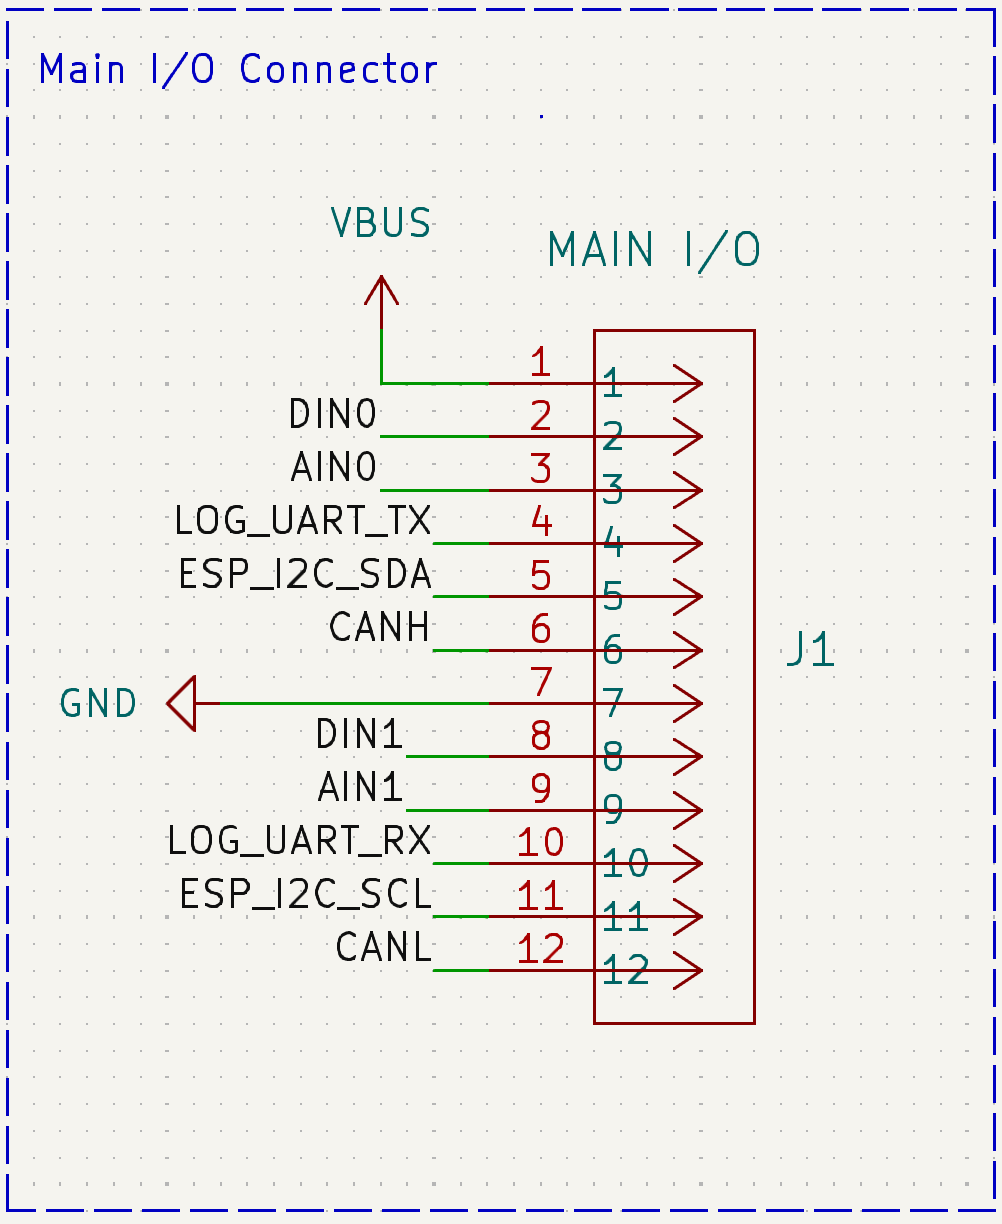 Main I/O Connector
VBUS
MAIN I/O
1 1
DIN0 2 2
AIN0 3 3
LOG_UART_TX 4 4
ESP_I2C_SDA 5 5
CANH 6 6
J1
GND 7 7
DIN1 8 8
AIN1 9 9
LOG_UART_RX 10 10
ESP_I2C_SCL 11 11
CANL 12 12